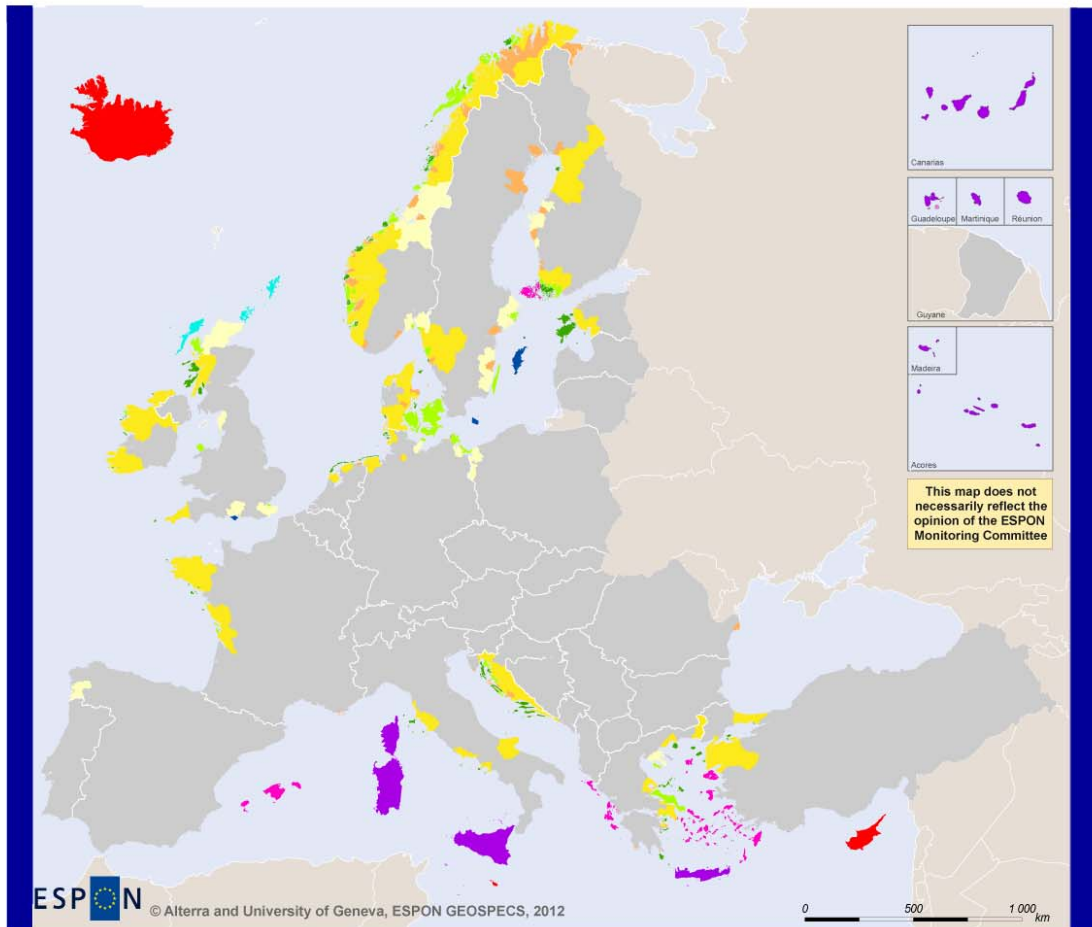 Canarias
Guadeloupe
Martinique
Réunion
Guyane
Madeira
Acores
This map does not
necessarily reflect the
opinion of the ESPON
Monitoring Committee
ESPON
© Alterra and University of Geneva, ESPON GEOSPECS, 2012
0 500 1 000
km